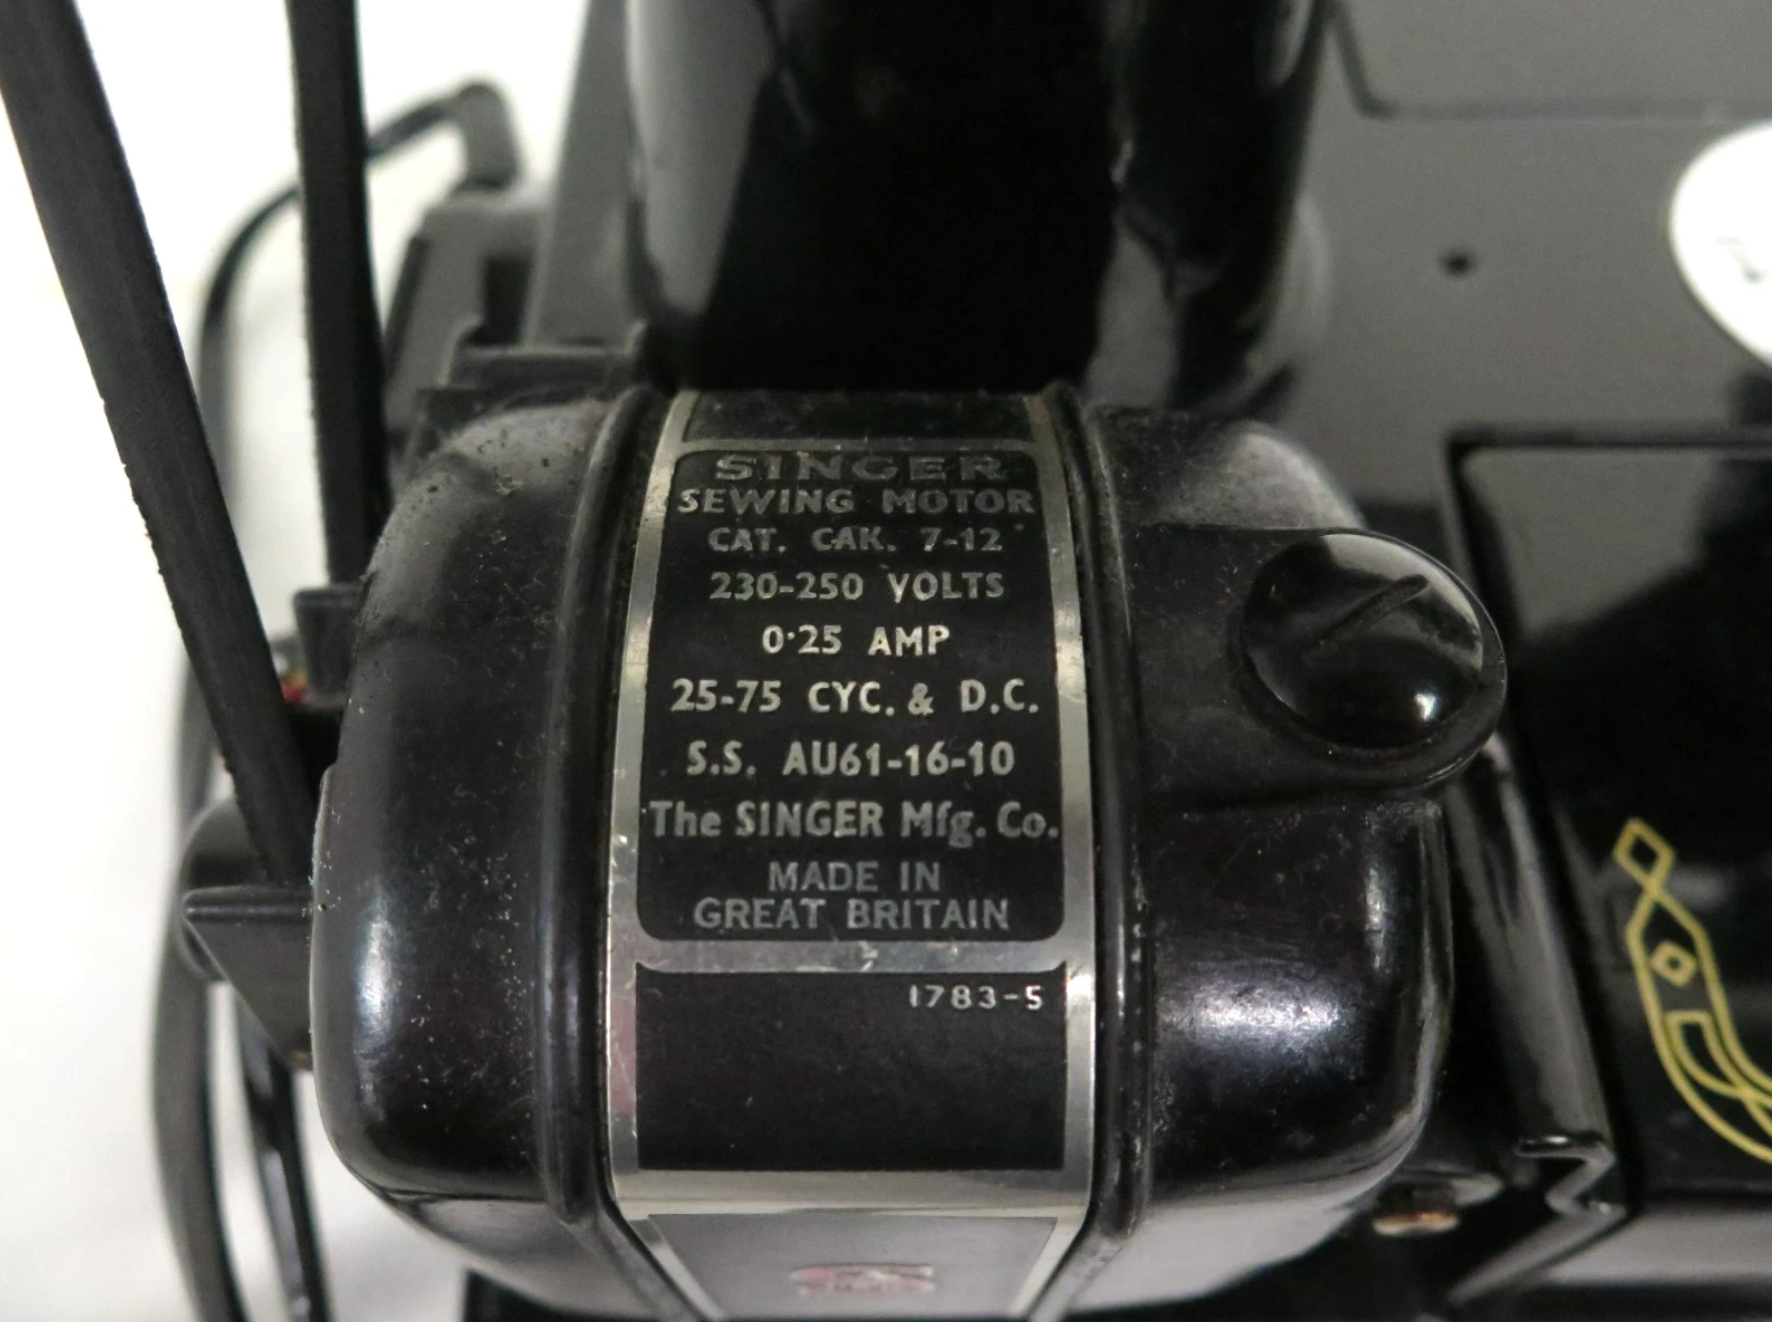 SINGER
SEWING MOTOR
CAT. CAK. 7-12
230-250 VOLTS
0·25 AMP
25-75 CYC. & D.C.
S.S. AU61-16-10
The SINGER Mfg. Co.
MADE IN
GREAT BRITAIN
1783-5